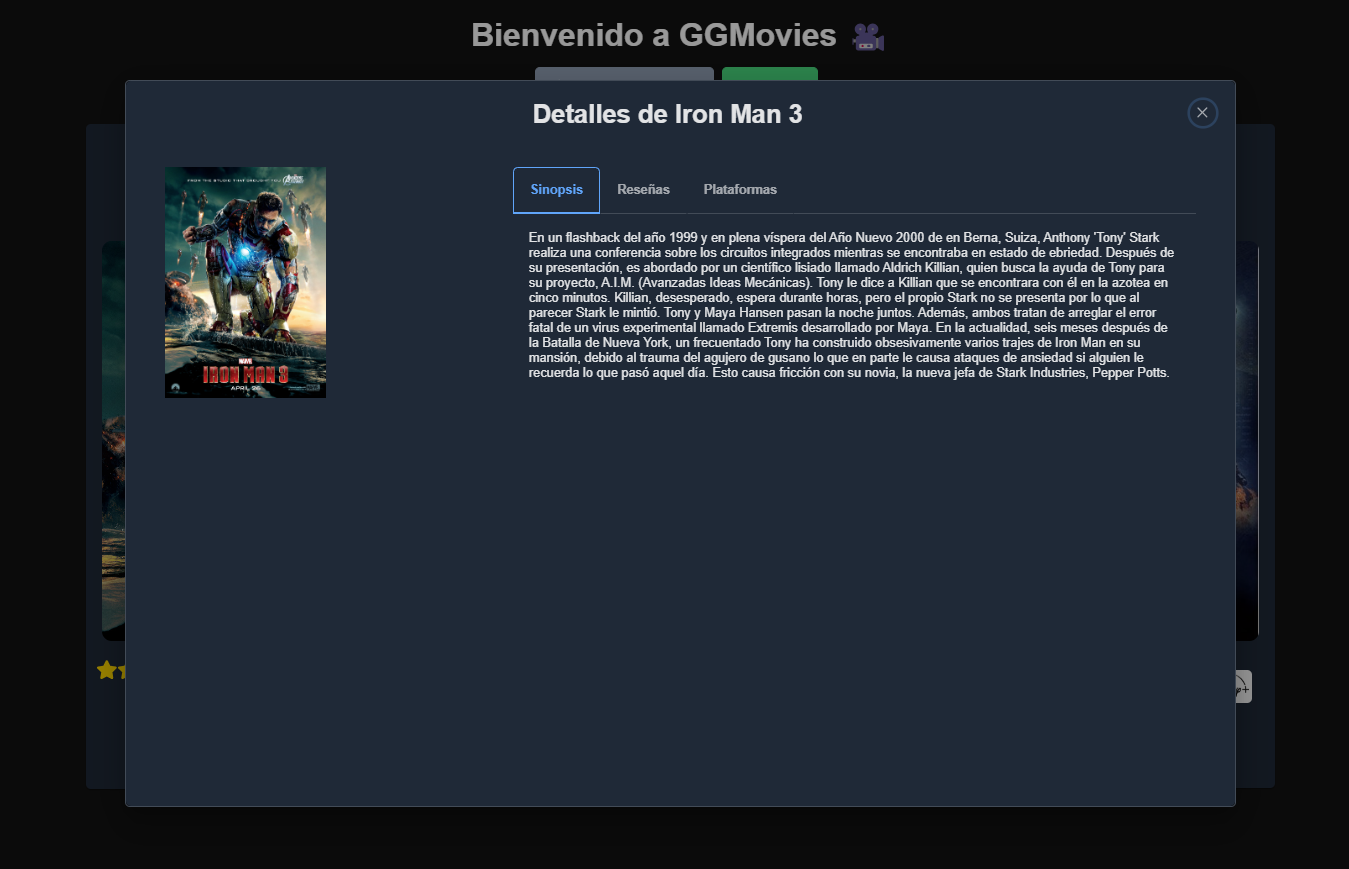 Bienvenido a GGMovies
Detalles de Iron Man 3
FROM THE STUDIO THAT BROUGHT YOU
MARVEL
IRON MAN 3
APRIL 26
Sinopsis
Reseñas
Plataformas
En un flashback del año 1999 y en plena víspera del Año Nuevo 2000 de en Berna, Suiza, Anthony 'Tony' Stark
realiza una conferencia sobre los circuitos integrados mientras se encontraba en estado de ebriedad. Después de
su presentación, es abordado por un científico lisiado llamado Aldrich Killian, quien busca la ayuda de Tony para
su proyecto, A.I.M. (Avanzadas Ideas Mecánicas). Tony le dice a Killian que se encontrara con él en la azotea en
cinco minutos. Killian, desesperado, espera durante horas, pero el propio Stark no se presenta por lo que al
parecer Stark le mintió. Tony y Maya Hansen pasan la noche juntos. Además, ambos tratan de arreglar el error
fatal de un virus experimental llamado Extremis desarrollado por Maya. En la actualidad, seis meses después de
la Batalla de Nueva York, un frecuentado Tony ha construido obsesivamente varios trajes de Iron Man en su
mansión, debido al trauma del agujero de gusano lo que en parte le causa ataques de ansiedad si alguien le
recuerda lo que pasó aquel día. Esto causa fricción con su novia, la nueva jefa de Stark Industries, Pepper Potts.